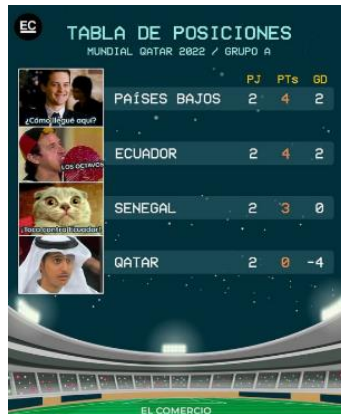 EC
TABLA DE POSICIONES
MUNDIAL QATAR 2022 / GRUPO A
PJ PTs GD
¿Cómo llegué aquí?
PAÍSES BAJOS 2 4 2
LOS OCTAVOS
ECUADOR 2 4 2
¡Toca contra Ecuador!
SENEGAL 2 3 0
QATAR 2 0 -4
EL COMERCIO